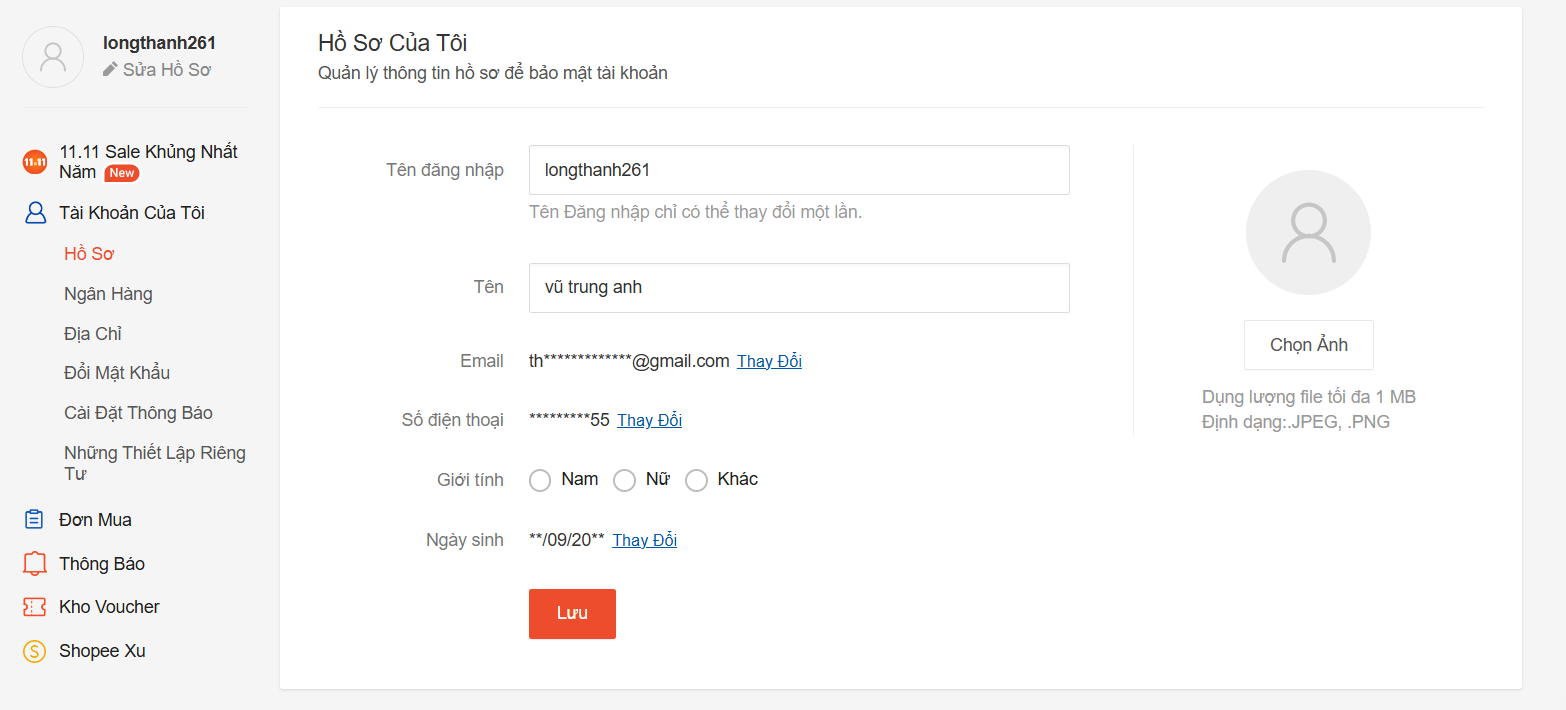 longthanh261
Sửa Hồ Sơ
11.11 Sale Khủng Nhất
Năm New
Tài Khoản Của Tôi
Hồ Sơ
Ngân Hàng
Địa Chỉ
Đổi Mật Khẩu
Cài Đặt Thông Báo
Những Thiết Lập Riêng
Tư
Đơn Mua
Thông Báo
Kho Voucher
Shopee Xu
Hồ Sơ Của Tôi
Quản lý thông tin hồ sơ để bảo mật tài khoản
Tên đăng nhập longthanh261
Tên Đăng nhập chỉ có thể thay đổi một lần.
Tên vũ trung anh
Email th*************@gmail.com Thay Đổi
Số điện thoại *********55 Thay Đổi
Giới tính Nam Nữ Khác
Ngày sinh **/09/20** Thay Đổi
Lưu
Chọn Ảnh
Dụng lượng file tối đa 1 MB
Định dạng:.JPEG, .PNG